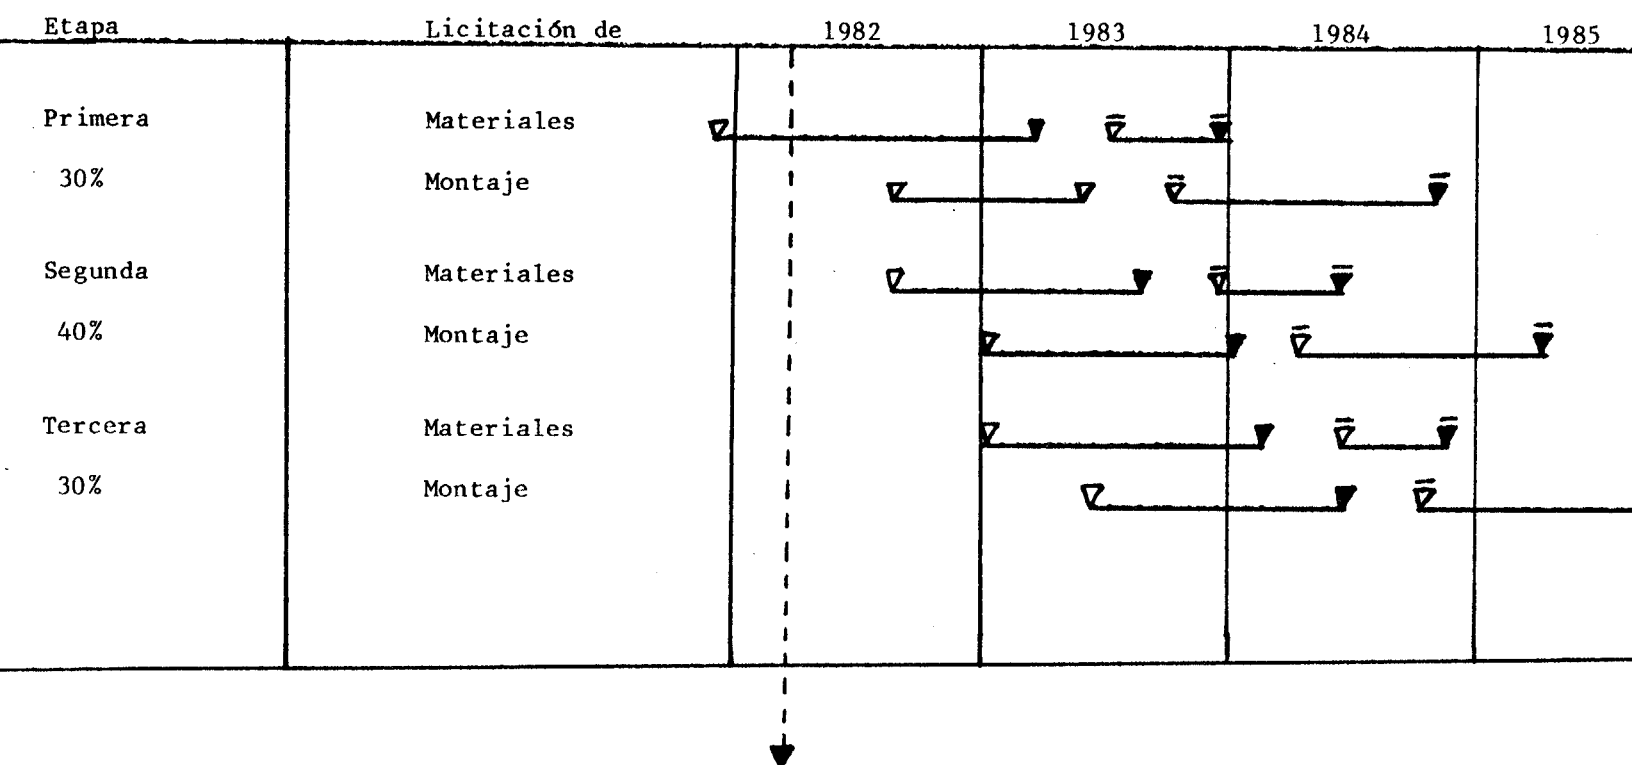 Etapa Licitación de 1982 1983 1984 1985
Primera Materiales
30% Montaje
Segunda Materiales
40% Montaje
Tercera Materiales
30% Montaje